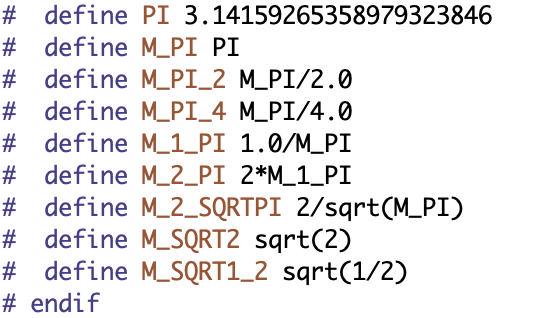 #  define PI 3.14159265358979323846
#  define M_PI PI
#  define M_PI_2 M_PI/2.0
#  define M_PI_4 M_PI/4.0
#  define M_1_PI 1.0/M_PI
#  define M_2_PI 2*M_1_PI
#  define M_2_SQRTPI 2/sqrt(M_PI)
#  define M_SQRT2 sqrt(2)
#  define M_SQRT1_2 sqrt(1/2)
# endif